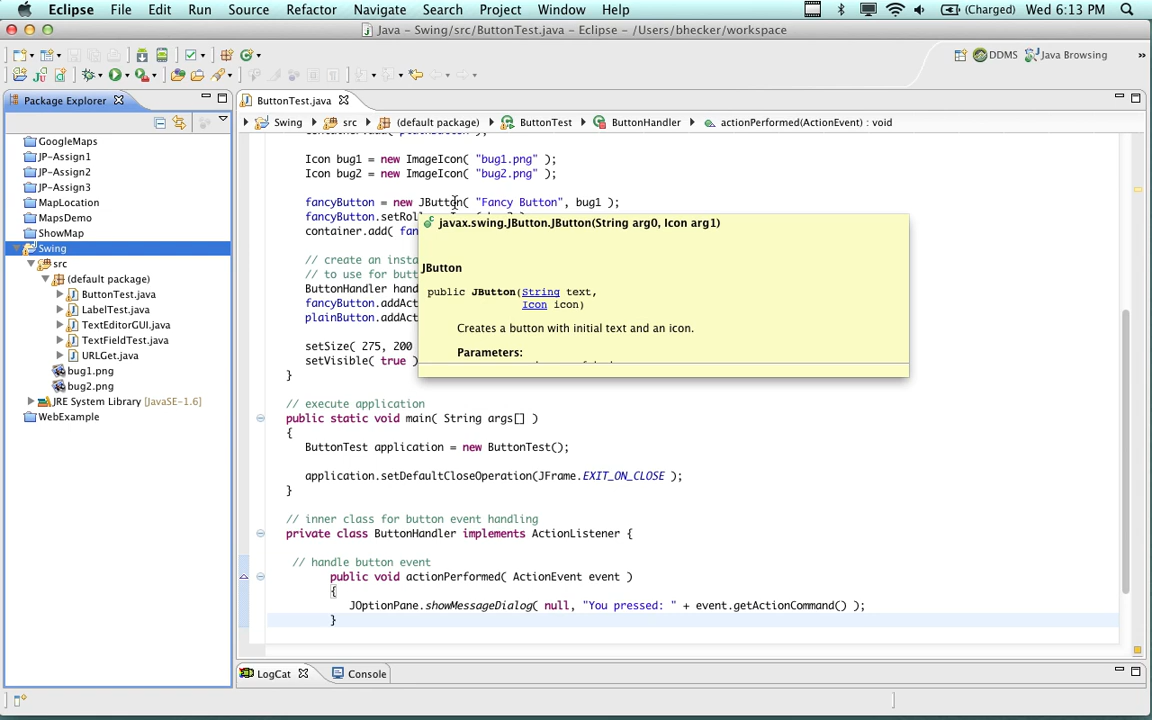 Eclipse File Edit Run Source Refactor Navigate Search Project Window Help (Charged) Wed 6:13 PM
Java – Swing/src/ButtonTest.java – Eclipse – /Users/bhecker/workspace
DDMS Java Browsing »
Package Explorer
GoogleMaps
JP-Assign1
JP-Assign2
JP-Assign3
MapLocation
MapsDemo
ShowMap
Swing
src
(default package)
ButtonTest.java
LabelTest.java
TextEditorGUI.java
TextFieldTest.java
URLGet.java
bug1.png
bug2.png
JRE System Library [JavaSE-1.6]
WebExample
ButtonTest.java
Swing src (default package) ButtonTest ButtonHandler actionPerformed(ActionEvent) : void
Icon bug1 = new ImageIcon( "bug1.png" );
Icon bug2 = new ImageIcon( "bug2.png" );
fancyButton = new JButton( "Fancy Button", bug1 );
fancyButton.setRol
container.add( fan
// create an insta
// to use for butt
ButtonHandler hand
fancyButton.addAct
plainButton.addAct
setSize( 275, 200
setVisible( true )
}
javax.swing.JButton.JButton(String arg0, Icon arg1)
JButton
public JButton(String text,
Icon icon)
Creates a button with initial text and an icon.
Parameters:
// execute application
public static void main( String args[] )
{
ButtonTest application = new ButtonTest();
application.setDefaultCloseOperation(JFrame.EXIT_ON_CLOSE );
}
// inner class for button event handling
private class ButtonHandler implements ActionListener {
// handle button event
public void actionPerformed( ActionEvent event )
{
JOptionPane.showMessageDialog( null, "You pressed: " + event.getActionCommand() );
}
LogCat Console